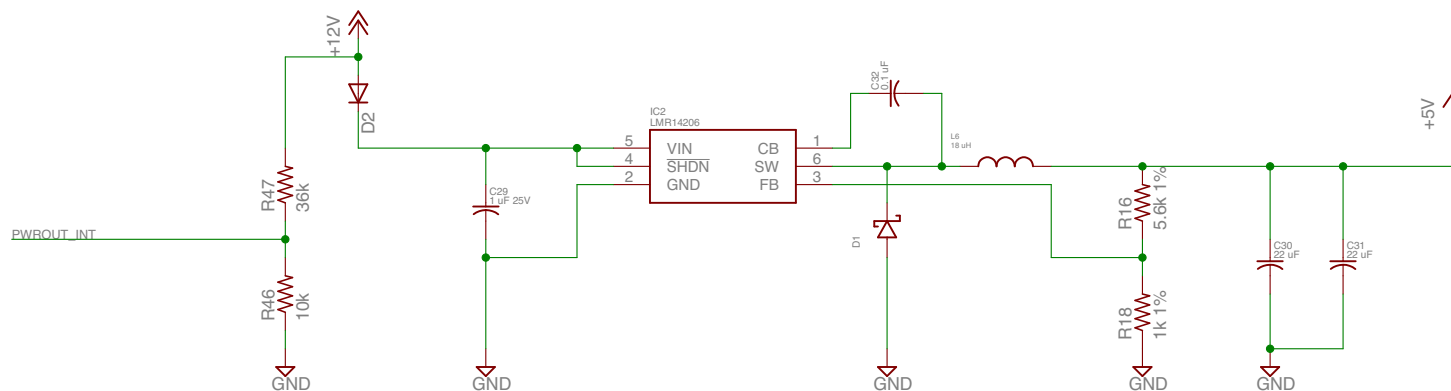 +12V
D2
R47
36k
PWROUT_INT
R46
10k
GND
C29
1 uF 25V
GND
IC2
LMR14206
5 VIN CB 1
4 SHDN SW 6
2 GND FB 3
C32
0.1 uF
L6
18 uH
D1
GND
R16
5.6k 1%
R18
1k 1%
GND
C30
22 uF
C31
22 uF
GND
+5V